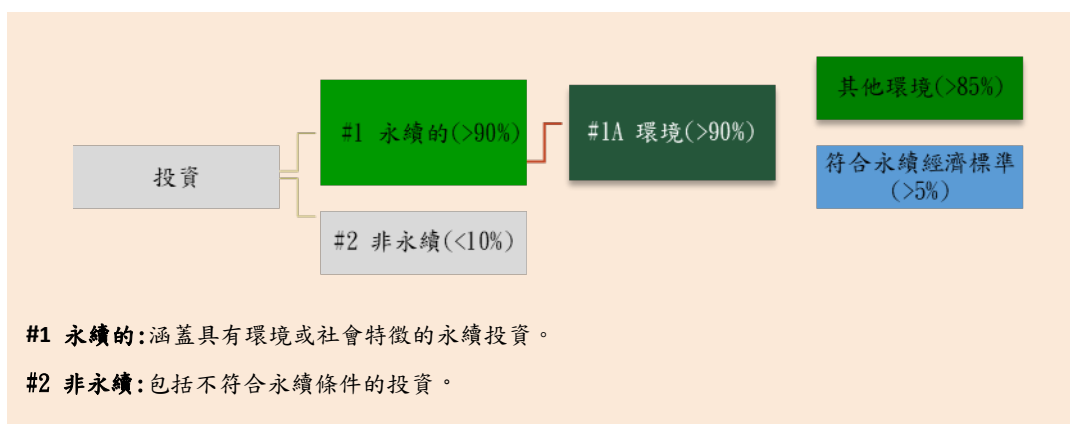 投資
#1 永續的(>90%)
#2 非永續(<10%)
#1A 環境(>90%)
其他環境(>85%)
符合永續經濟標準
(>5%)
#1 永續的:涵蓋具有環境或社會特徵的永續投資。
#2 非永續:包括不符合永續條件的投資。